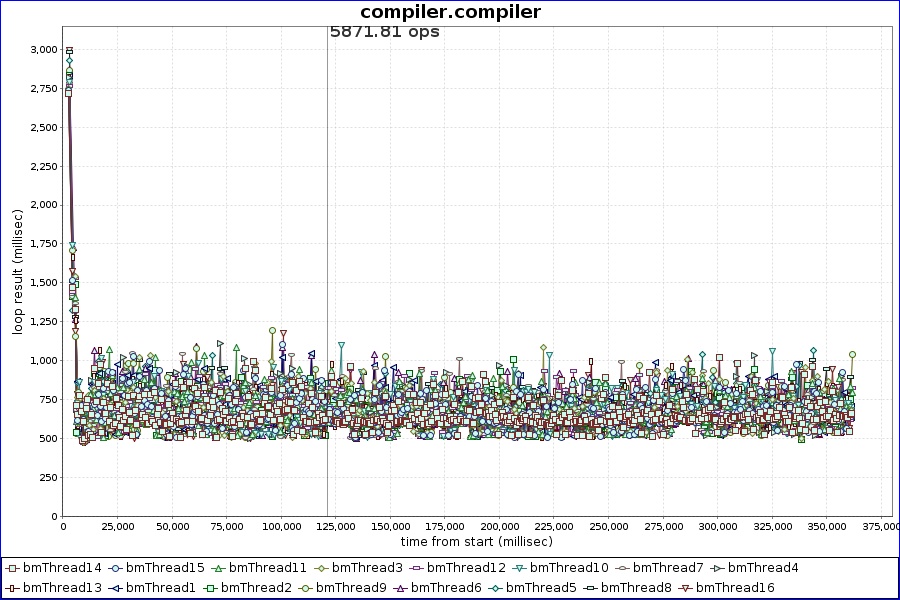 compiler.compiler
5871.81 ops
3,000
2,750
2,500
2,250
2,000
1,750
1,500
1,250
1,000
750
500
250
0
loop result (millisec)
0 25,000 50,000 75,000 100,000 125,000 150,000 175,000 200,000 225,000 250,000 275,000 300,000 325,000 350,000 375,000
time from start (millisec)
bmThread14 bmThread15 bmThread11 bmThread3 bmThread12 bmThread10 bmThread7 bmThread4
bmThread13 bmThread1 bmThread2 bmThread9 bmThread6 bmThread5 bmThread8 bmThread16